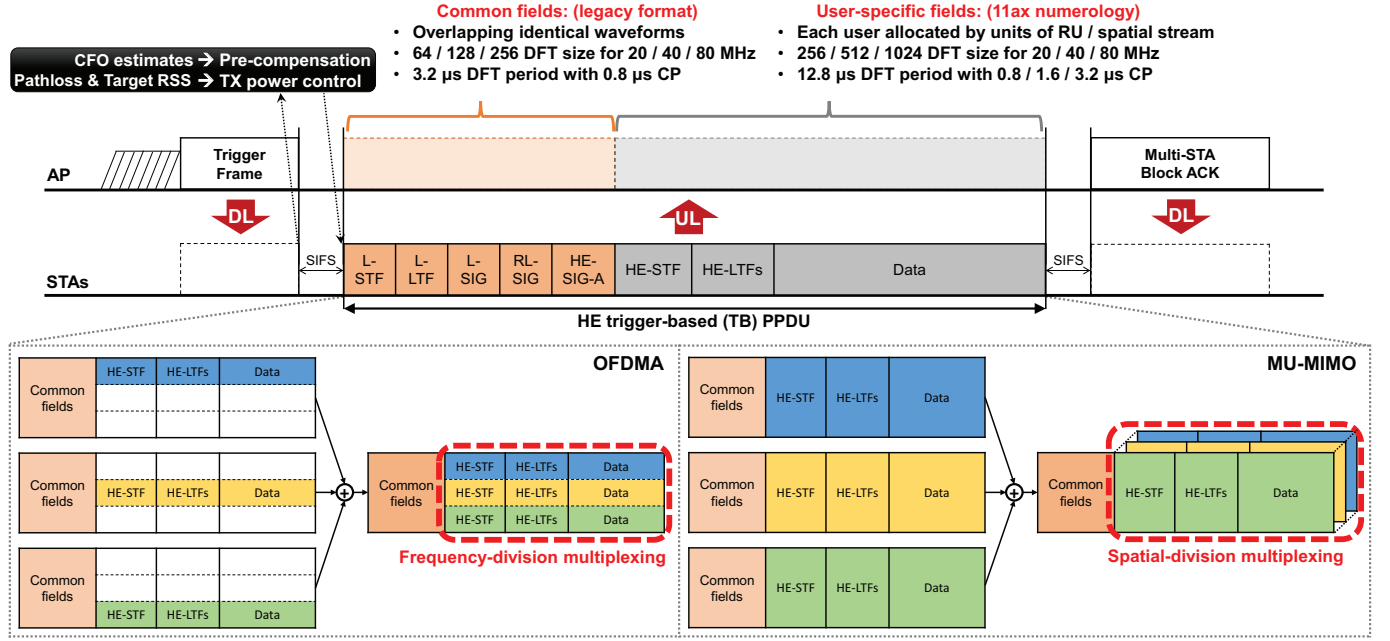 Common fields: (legacy format)
• Overlapping identical waveforms
• 64 / 128 / 256 DFT size for 20 / 40 / 80 MHz
• 3.2 μs DFT period with 0.8 μs CP
User-specific fields: (11ax numerology)
• Each user allocated by units of RU / spatial stream
• 256 / 512 / 1024 DFT size for 20 / 40 / 80 MHz
• 12.8 μs DFT period with 0.8 / 1.6 / 3.2 μs CP
CFO estimates → Pre-compensation
Pathloss & Target RSS → TX power control
AP
Trigger
Frame
Multi-STA
Block ACK
DL
UL
DL
STAs
SIFS
L-
STF
L-
LTF
L-
SIG
RL-
SIG
HE-
SIG-A
HE-STF
HE-LTFs
Data
SIFS
HE trigger-based (TB) PPDU
OFDMA
Common
fields
HE-STF
HE-LTFs
Data
Common
fields
HE-STF
HE-LTFs
Data
Common
fields
HE-STF
HE-LTFs
Data
Common
fields
HE-STF
HE-LTFs
Data
HE-STF
HE-LTFs
Data
HE-STF
HE-LTFs
Data
Frequency-division multiplexing
MU-MIMO
Common
fields
HE-STF
HE-LTFs
Data
Common
fields
HE-STF
HE-LTFs
Data
Common
fields
HE-STF
HE-LTFs
Data
Common
fields
HE-STF
HE-LTFs
Data
Spatial-division multiplexing